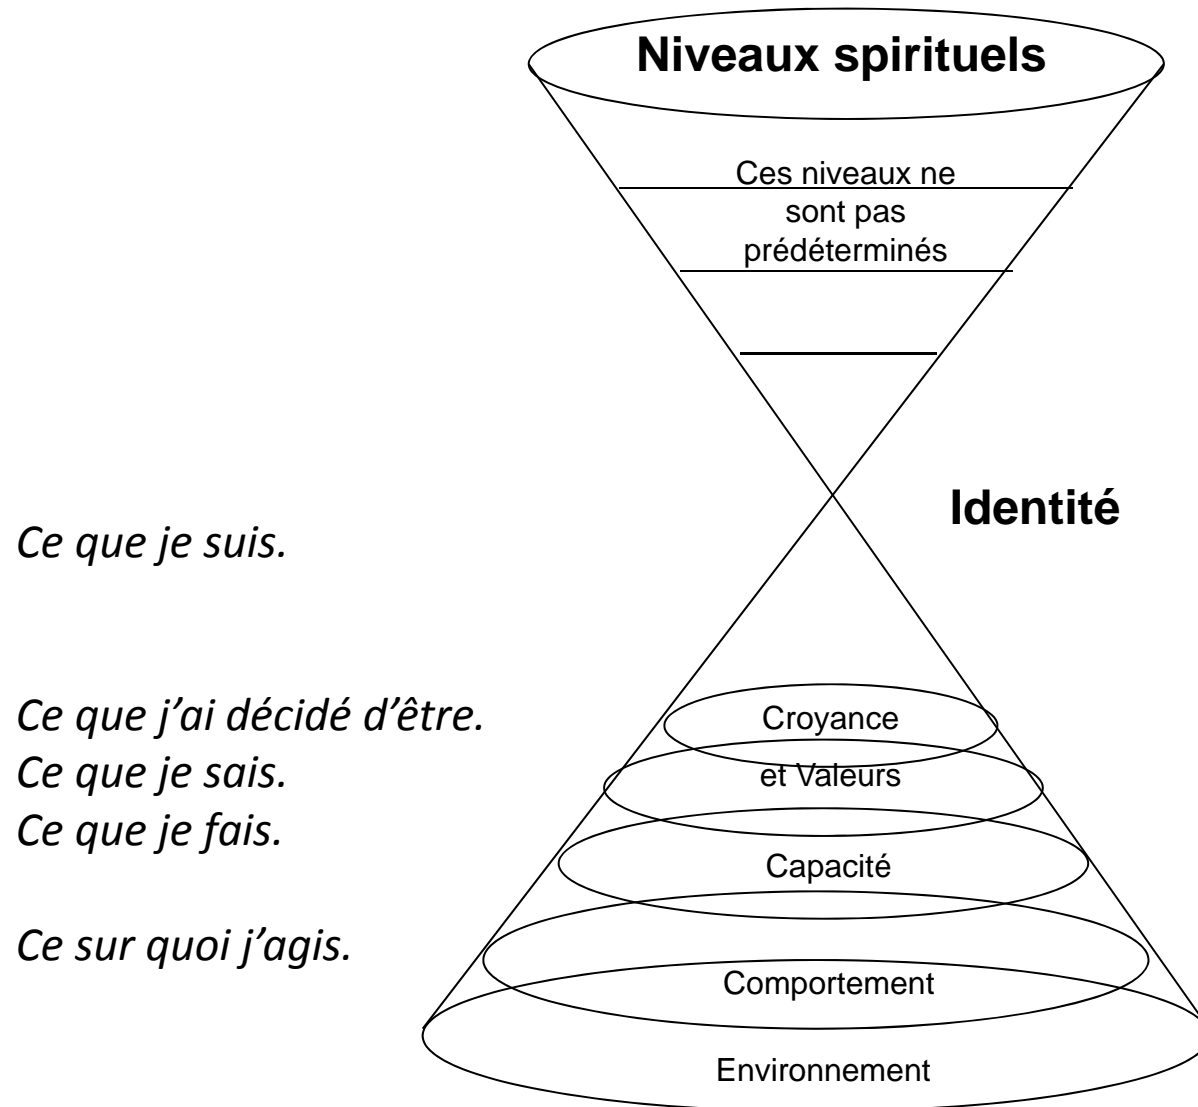 Niveaux spirituels
Ces niveaux ne
sont pas
prédéterminés
Identité
Ce que je suis.
Ce que j’ai décidé d’être.
Croyance
Ce que je sais.
et Valeurs
Ce que je fais.
Capacité
Ce sur quoi j’agis.
Comportement
Environnement